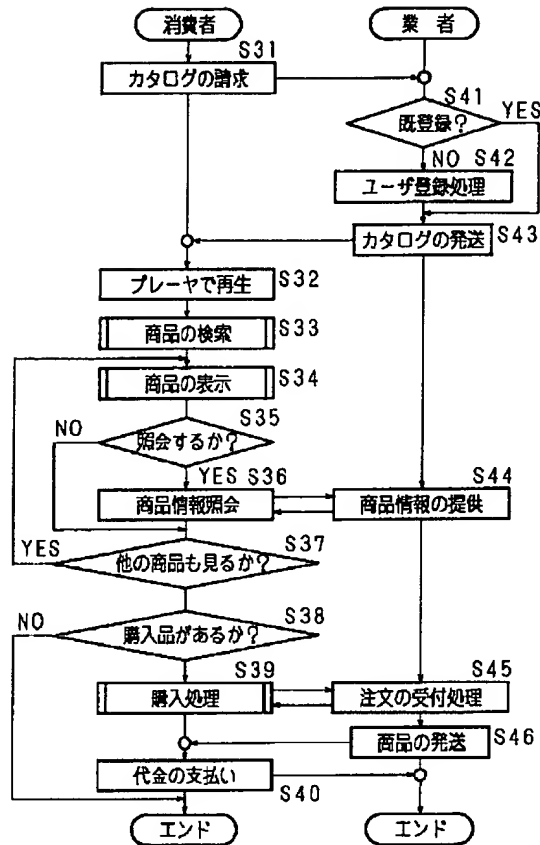 消費者
業者
S31
カタログの請求
S41
既登録?
YES
NO
S42
ユーザ登録処理
カタログの発送
S43
プレーヤで再生
S32
商品の検索
S33
商品の表示
S34
S35
NO
照会するか?
YES
S36
S44
商品情報照会
商品情報の提供
S37
YES
他の商品も見るか?
NO
S38
購入品があるか?
S39
S45
購入処理
注文の受付処理
商品の発送
S46
代金の支払い
S40
エンド
エンド